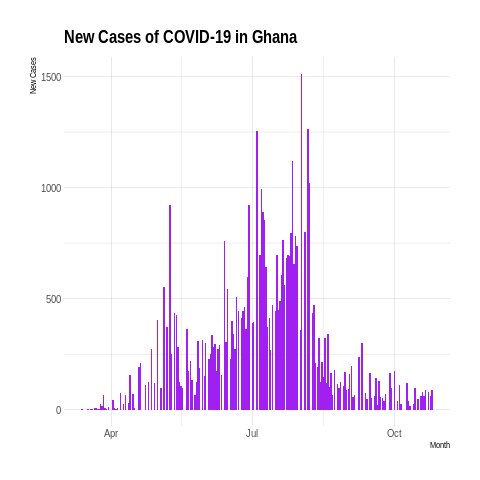 New Cases of COVID-19 in Ghana
New Cases
1500
1000
500
0
Apr
Jul
Oct
Month